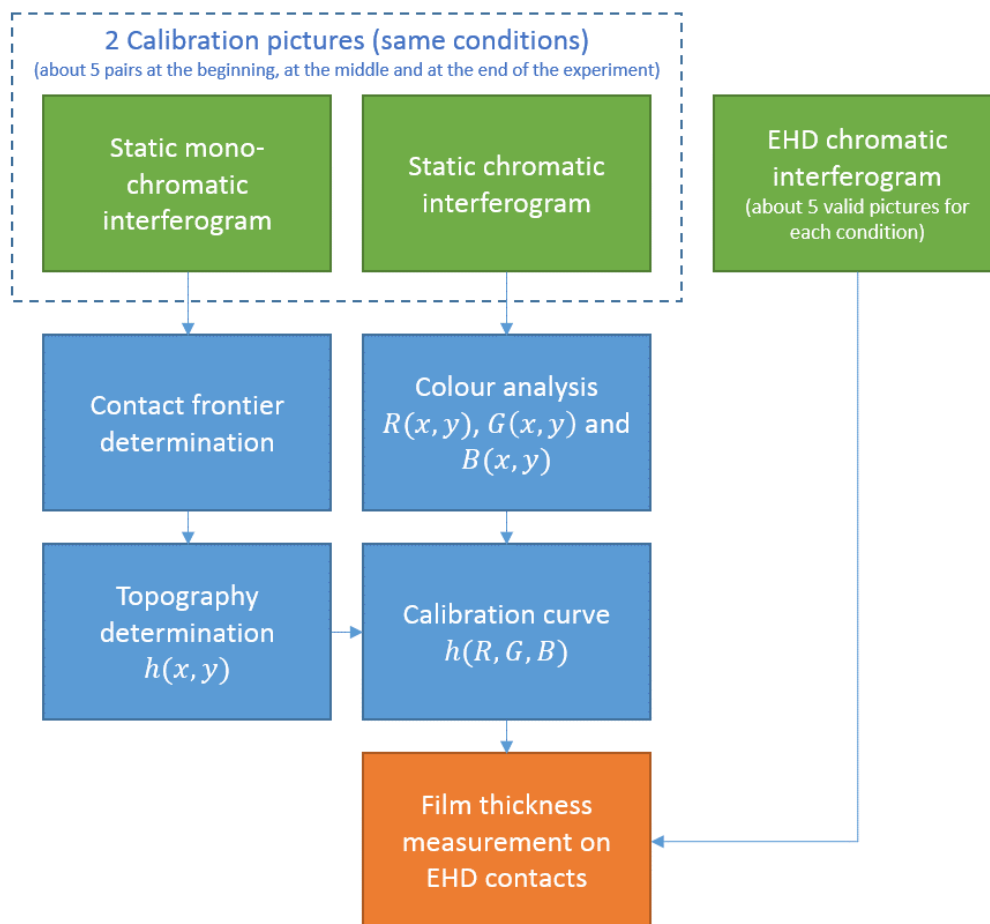 2 Calibration pictures (same conditions)
(about 5 pairs at the beginning, at the middle and at the end of the experiment)
Static mono-
chromatic
interferogram
Static chromatic
interferogram
EHD chromatic
interferogram
(about 5 valid pictures for
each condition)
Contact frontier
determination
Colour analysis
R(x, y), G(x, y) and
B(x, y)
Topography
determination
h(x, y)
Calibration curve
h(R, G, B)
Film thickness
measurement on
EHD contacts